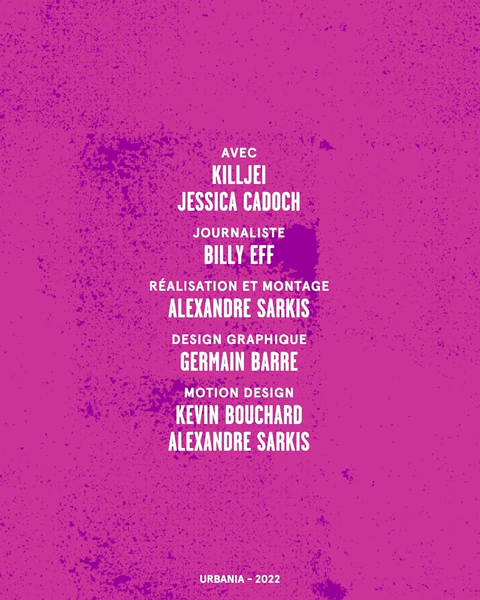 AVEC
KILLJEI
JESSICA CADOCH
JOURNALISTE
BILLY EFF
RÉALISATION ET MONTAGE
ALEXANDRE SARKIS
DESIGN GRAPHIQUE
GERMAIN BARRE
MOTION DESIGN
KEVIN BOUCHARD
ALEXANDRE SARKIS
URBANIA – 2022